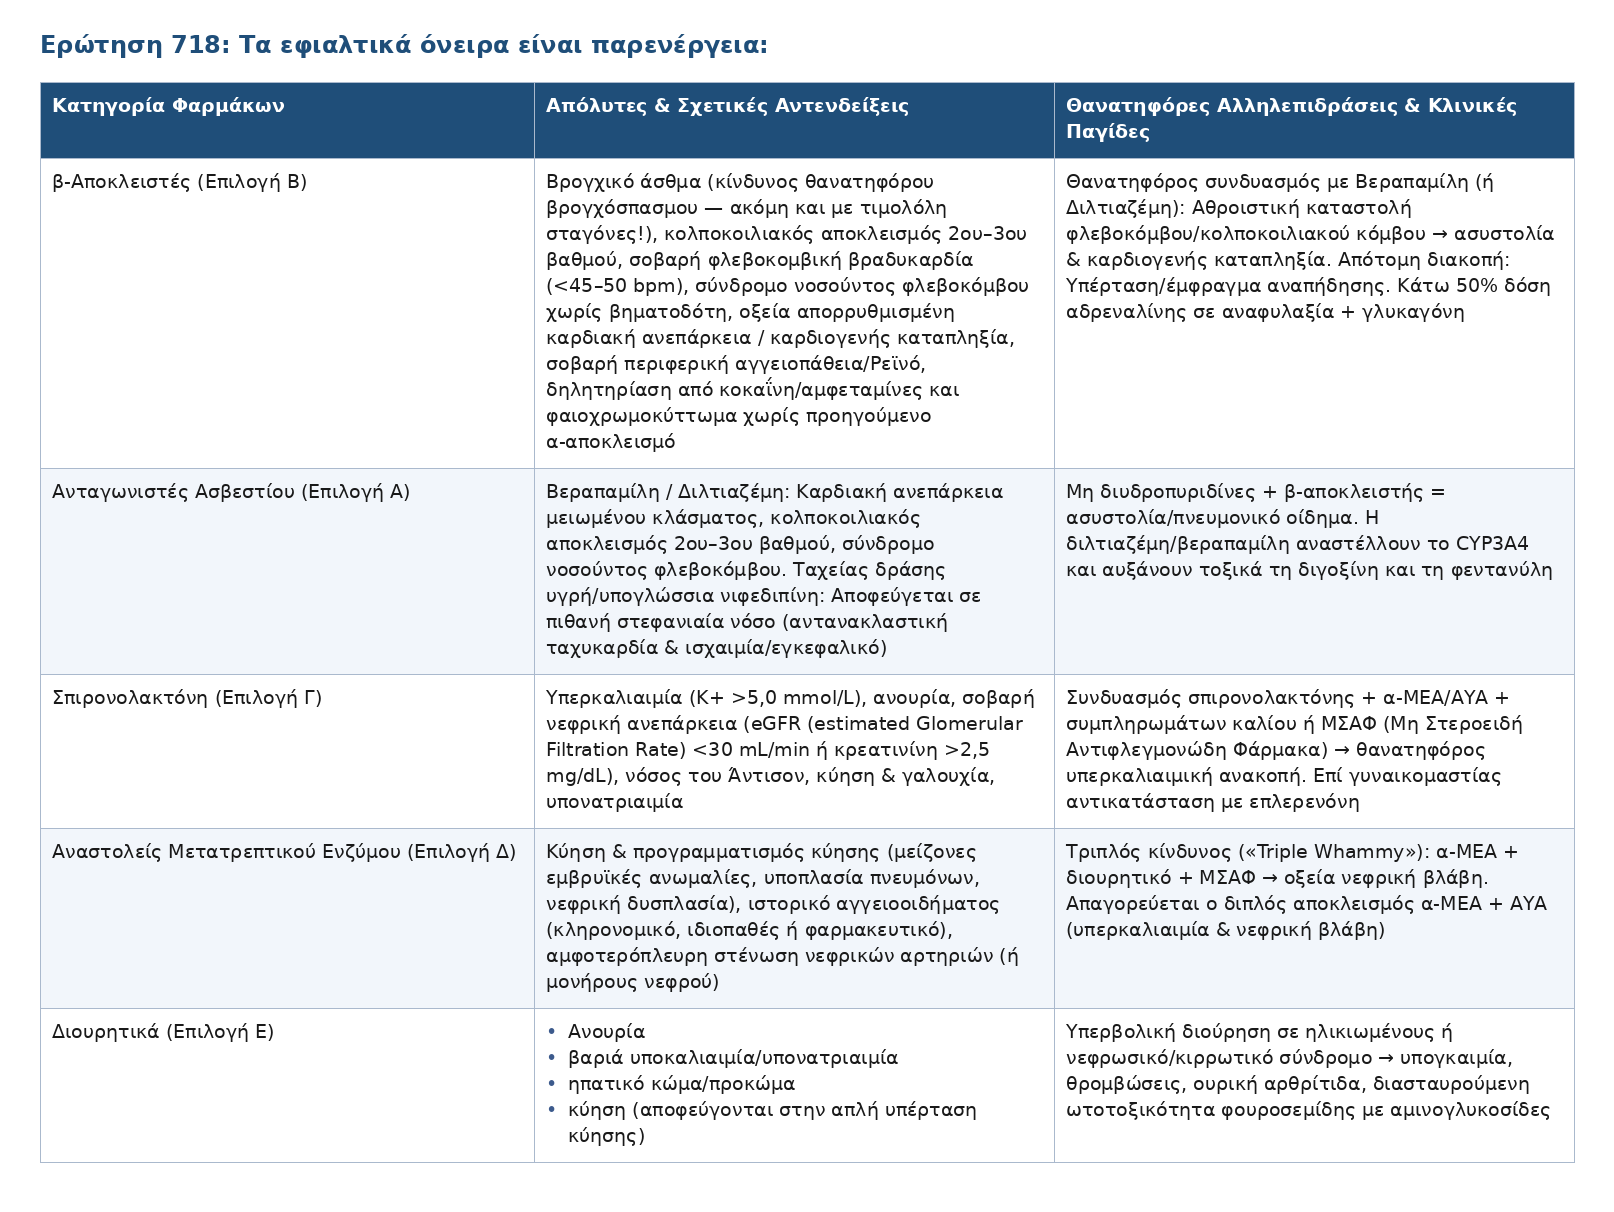 Ερώτηση 718: Τα εφιαλτικά όνειρα είναι παρενέργεια:
Κατηγορία Φαρμάκων
Απόλυτες & Σχετικές Αντενδείξεις
Θανατηφόρες Αλληλεπιδράσεις & Κλινικές
Παγίδες
β-Αποκλειστές (Επιλογή Β)
Βρογχικό άσθμα (κίνδυνος θανατηφόρου
βρογχόσπασμου — ακόμη και με τιμολόλη
σταγόνες!), κολποκοιλιακός αποκλεισμός 2ου–3ου
βαθμού, σοβαρή φλεβοκομβική βραδυκαρδία
(<45–50 bpm), σύνδρομο νοσούντος φλεβοκόμβου
χωρίς βηματοδότη, οξεία απορρυθμισμένη
καρδιακή ανεπάρκεια / καρδιογενής καταπληξία,
σοβαρή περιφερική αγγειοπάθεια/Ρεϊνό,
δηλητηρίαση από κοκαΐνη/αμφεταμίνες και
φαιοχρωμοκύττωμα χωρίς προηγούμενο
α-αποκλεισμό
Θανατηφόρος συνδυασμός με Βεραπαμίλη (ή
Διλτιαζέμη): Αθροιστική καταστολή
φλεβοκόμβου/κολποκοιλιακού κόμβου → ασυστολία
& καρδιογενής καταπληξία. Απότομη διακοπή:
Υπέρταση/έμφραγμα αναπήδησης. Κάτω 50% δόση
αδρεναλίνης σε αναφυλαξία + γλυκαγόνη
Ανταγωνιστές Ασβεστίου (Επιλογή Α)
Βεραπαμίλη / Διλτιαζέμη: Καρδιακή ανεπάρκεια
μειωμένου κλάσματος, κολποκοιλιακός
αποκλεισμός 2ου–3ου βαθμού, σύνδρομο
νοσούντος φλεβοκόμβου. Ταχείας δράσης
υγρή/υπογλώσσια νιφεδιπίνη: Αποφεύγεται σε
πιθανή στεφανιαία νόσο (αντανακλαστική
ταχυκαρδία & ισχαιμία/εγκεφαλικό)
Μη διυδροπυριδίνες + β-αποκλειστής =
ασυστολία/πνευμονικό οίδημα. Η
διλτιαζέμη/βεραπαμίλη αναστέλλουν το CYP3A4
και αυξάνουν τοξικά τη διγοξίνη και τη φεντανύλη
Σπιρονολακτόνη (Επιλογή Γ)
Υπερκαλιαιμία (K+ >5,0 mmol/L), ανουρία, σοβαρή
νεφρική ανεπάρκεια (eGFR (estimated Glomerular
Filtration Rate) <30 mL/min ή κρεατινίνη >2,5
mg/dL), νόσος του Άντισον, κύηση & γαλουχία,
υπονατριαιμία
Συνδυασμός σπιρονολακτόνης + α-ΜΕΑ/ΑΥΑ +
συμπληρωμάτων καλίου ή ΜΣΑΦ (Μη Στεροειδή
Αντιφλεγμονώδη Φάρμακα) → θανατηφόρος
υπερκαλιαιμική ανακοπή. Επί γυναικομαστίας
αντικατάσταση με επλερενόνη
Αναστολείς Μετατρεπτικού Ενζύμου (Επιλογή Δ)
Κύηση & προγραμματισμός κύησης (μείζονες
εμβρυϊκές ανωμαλίες, υποπλασία πνευμόνων,
νεφρική δυσπλασία), ιστορικό αγγειοοιδήματος
(κληρονομικό, ιδιοπαθές ή φαρμακευτικό),
αμφοτερόπλευρη στένωση νεφρικών αρτηριών (ή
μονήρους νεφρού)
Τριπλός κίνδυνος («Triple Whammy»): α-ΜΕΑ +
διουρητικό + ΜΣΑΦ → οξεία νεφρική βλάβη.
Απαγορεύεται ο διπλός αποκλεισμός α-ΜΕΑ + ΑΥΑ
(υπερκαλιαιμία & νεφρική βλάβη)
Διουρητικά (Επιλογή Ε)
• Ανουρία
• βαριά υποκαλιαιμία/υπονατριαιμία
• ηπατικό κώμα/προκώμα
• κύηση (αποφεύγονται στην απλή υπέρταση
κύησης)
Υπερβολική διούρηση σε ηλικιωμένους ή
νεφρωσικό/κιρρωτικό σύνδρομο → υπογκαιμία,
θρομβώσεις, ουρική αρθρίτιδα, διασταυρούμενη
ωτοτοξικότητα φουροσεμίδης με αμινογλυκοσίδες